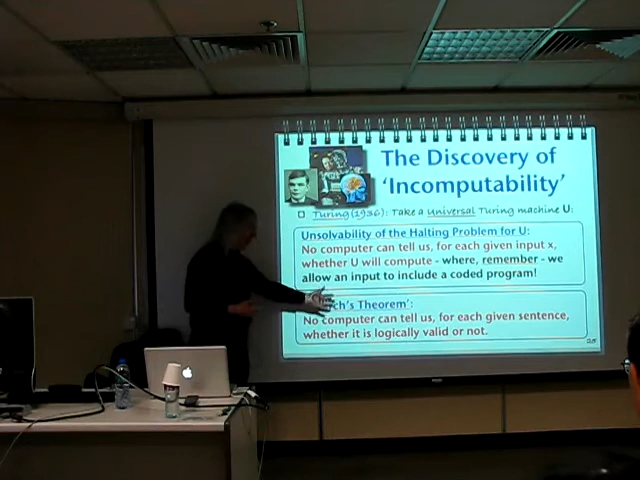 The Discovery of
'Incomputability'
Turing (1936): Take a universal Turing machine U:
Unsolvability of the Halting Problem for U:
No computer can tell us, for each given input x,
whether U will compute - where, remember - we
allow an input to include a coded program!
Theorem':
No computer can tell us, for each given sentence,
whether it is logically valid or not.